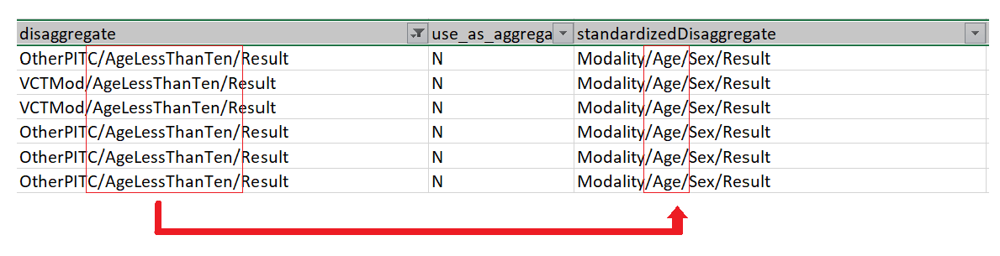 disaggregate use_as_aggrega standardizedDisaggregate
OtherPITC/AgeLessThanTen/Result N Modality/Age/Sex/Result
VCTMod/AgeLessThanTen/Result N Modality/Age/Sex/Result
VCTMod/AgeLessThanTen/Result N Modality/Age/Sex/Result
OtherPITC/AgeLessThanTen/Result N Modality/Age/Sex/Result
OtherPITC/AgeLessThanTen/Result N Modality/Age/Sex/Result
OtherPITC/AgeLessThanTen/Result N Modality/Age/Sex/Result